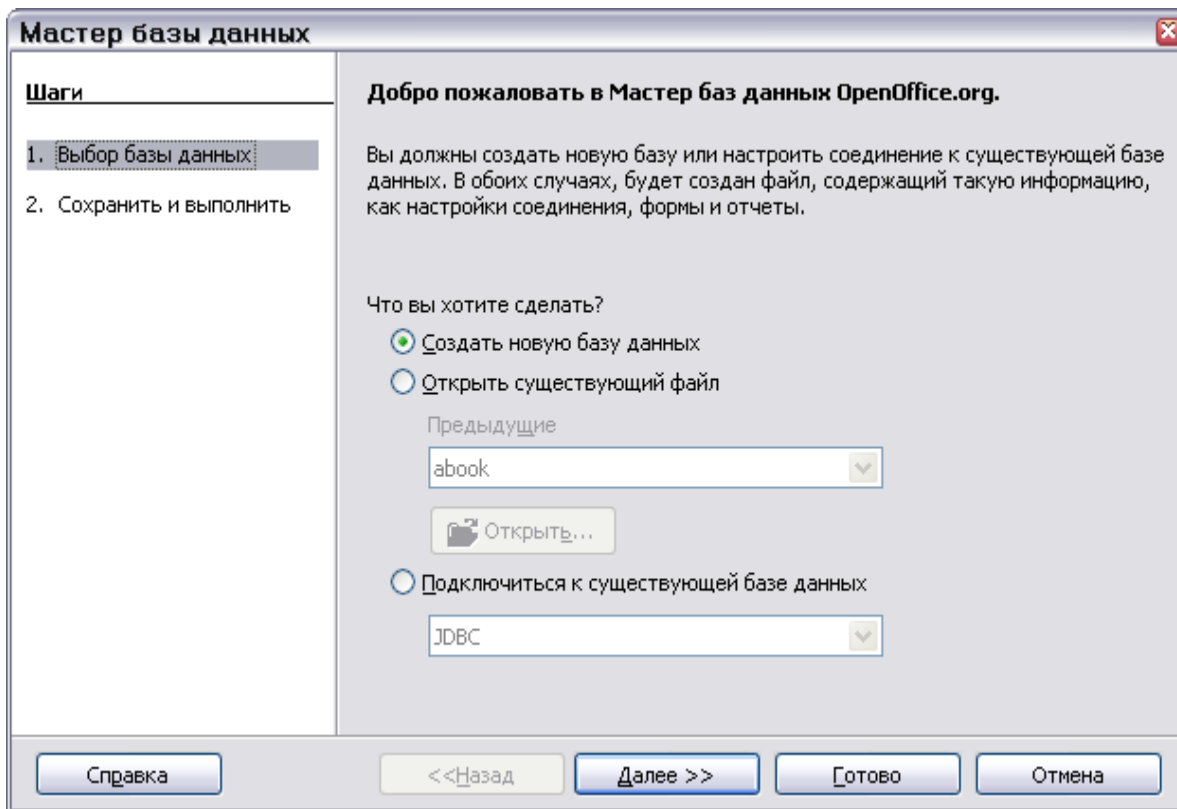 Мастер базы данных
Шаги
1. Выбор базы данных
2. Сохранить и выполнить
Добро пожаловать в Мастер баз данных OpenOffice.org.
Вы должны создать новую базу или настроить соединение к существующей базе
данных. В обоих случаях, будет создан файл, содержащий такую информацию,
как настройки соединения, формы и отчеты.
Что вы хотите сделать?
Создать новую базу данных
Открыть существующий файл
Предыдущие
abook
Открыть...
Подключиться к существующей базе данных
JDBC
Справка
<<Назад
Далее >>
Готово
Отмена